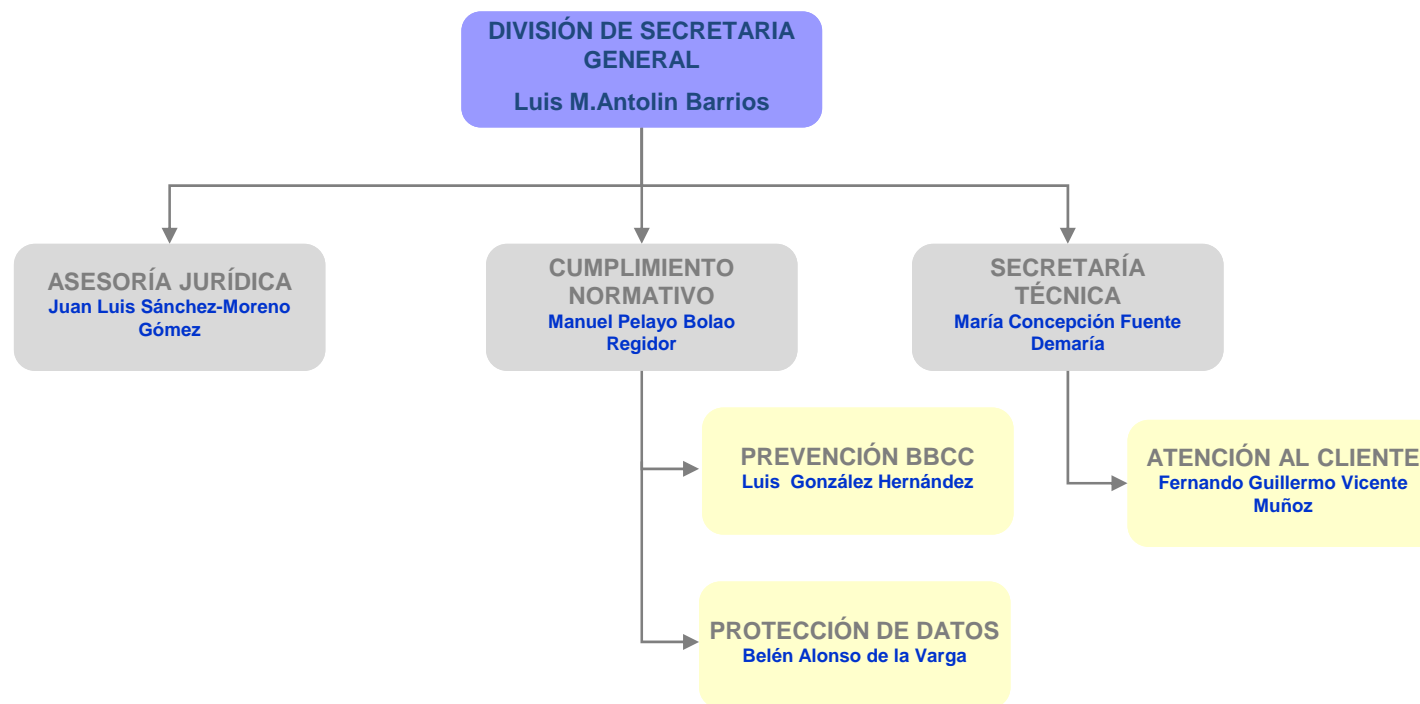 DIVISIÓN DE SECRETARIA
GENERAL
Luis M.Antolin Barrios
ASESORÍA JURÍDICA
Juan Luis Sánchez-Moreno
Gómez
CUMPLIMIENTO
NORMATIVO
Manuel Pelayo Bolao
Regidor
SECRETARÍA
TÉCNICA
María Concepción Fuente
Demaría
PREVENCIÓN BBCC
Luis  González Hernández
ATENCIÓN AL CLIENTE
Fernando Guillermo Vicente
Muñoz
PROTECCIÓN DE DATOS
Belén Alonso de la Varga